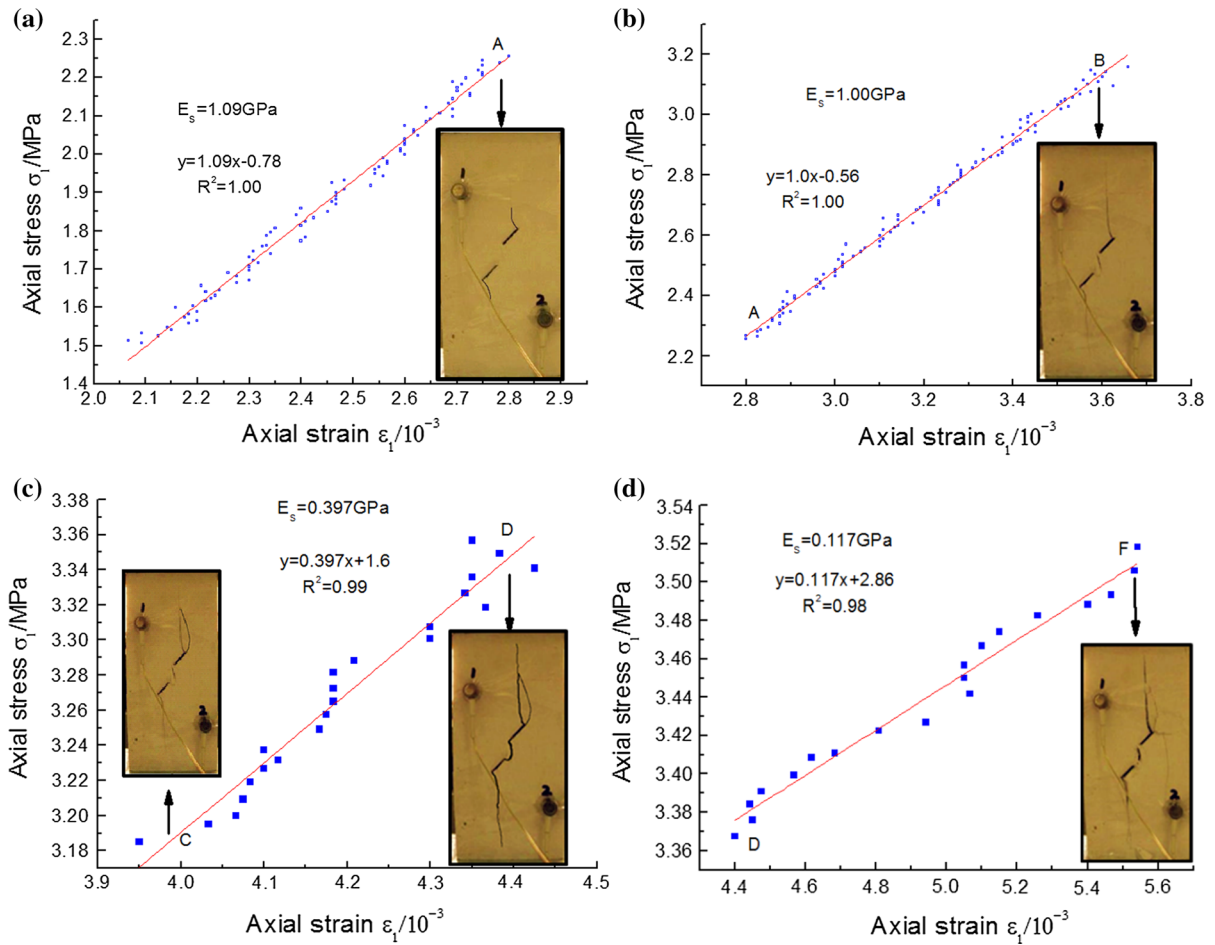 (a)
2.3
2.2
2.1
2.0
1.9
1.8
1.7
1.6
1.5
1.4
Axial stress σ1/MPa
A
Es=1.09GPa
y=1.09x-0.78
R2=1.00
1
2
2.0 2.1 2.2 2.3 2.4 2.5 2.6 2.7 2.8 2.9
Axial strain ε1/10-3
(b)
3.2
3.0
2.8
2.6
2.4
2.2
Axial stress σ1/MPa
B
Es=1.00GPa
y=1.0x-0.56
R2=1.00
A
1
2
2.8 3.0 3.2 3.4 3.6 3.8
Axial strain ε1/10-3
(c)
3.38
3.36
3.34
3.32
3.30
3.28
3.26
3.24
3.22
3.20
3.18
Axial stress σ1/MPa
Es=0.397GPa
D
y=0.397x+1.6
R2=0.99
1
2
C
1
2
3.9 4.0 4.1 4.2 4.3 4.4 4.5
Axial strain ε1/10-3
(d)
3.54
3.52
3.50
3.48
3.46
3.44
3.42
3.40
3.38
3.36
Axial stress σ1/MPa
Es=0.117GPa
F
y=0.117x+2.86
R2=0.98
D
1
2
4.4 4.6 4.8 5.0 5.2 5.4 5.6
Axial strain ε1/10-3